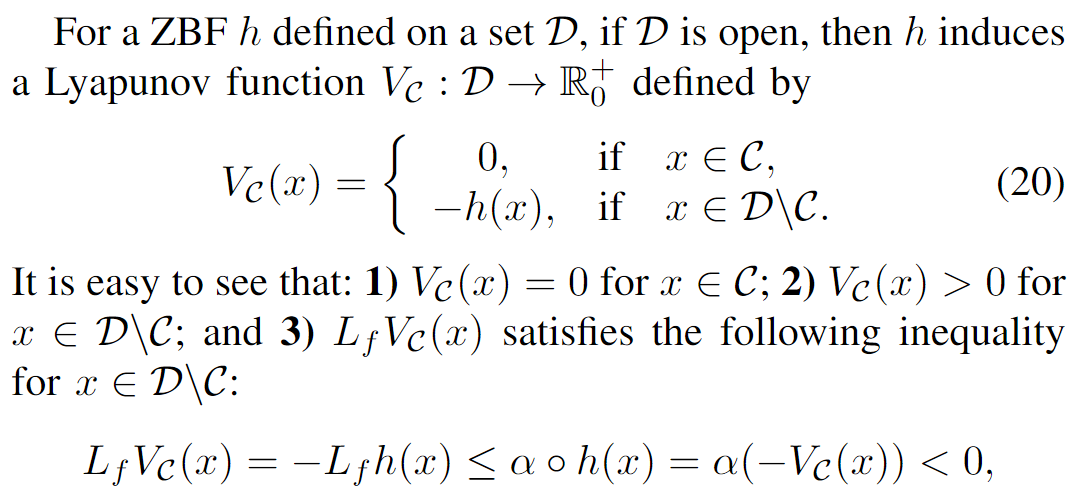 For a ZBF h defined on a set 𝒟, if 𝒟 is open, then h induces
a Lyapunov function V_𝒞 : 𝒟 → ℝ₀⁺ defined by
V_𝒞(x) = { 0, if x ∈ 𝒞,
−h(x), if x ∈ 𝒟\𝒞. (20)
It is easy to see that: 1) V_𝒞(x) = 0 for x ∈ 𝒞; 2) V_𝒞(x) > 0 for
x ∈ 𝒟\𝒞; and 3) L_f V_𝒞(x) satisfies the following inequality
for x ∈ 𝒟\𝒞:
L_f V_𝒞(x) = −L_f h(x) ≤ α ∘ h(x) = α(−V_𝒞(x)) < 0,